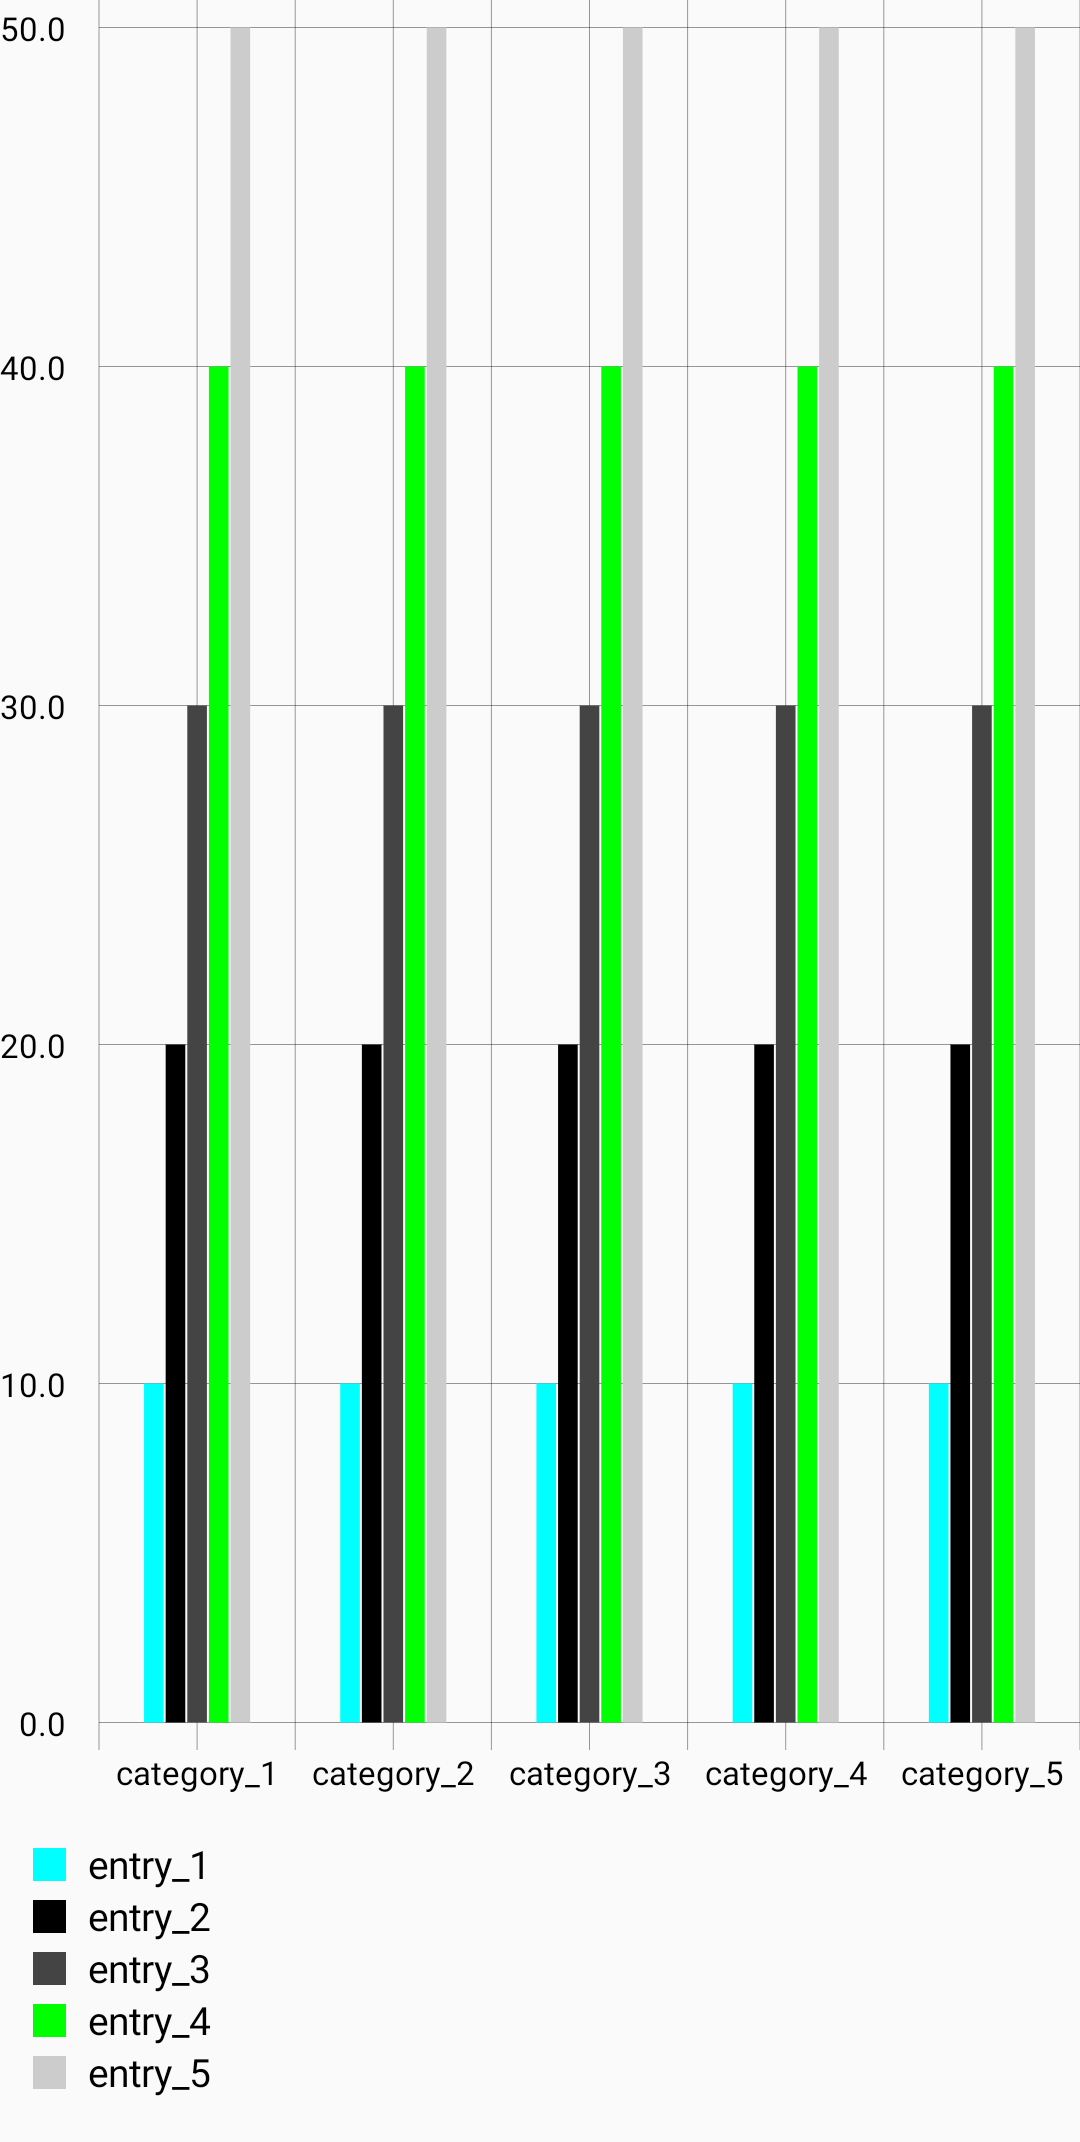 50.0
40.0
30.0
20.0
10.0
0.0
category_1 category_2 category_3 category_4 category_5
entry_1
entry_2
entry_3
entry_4
entry_5